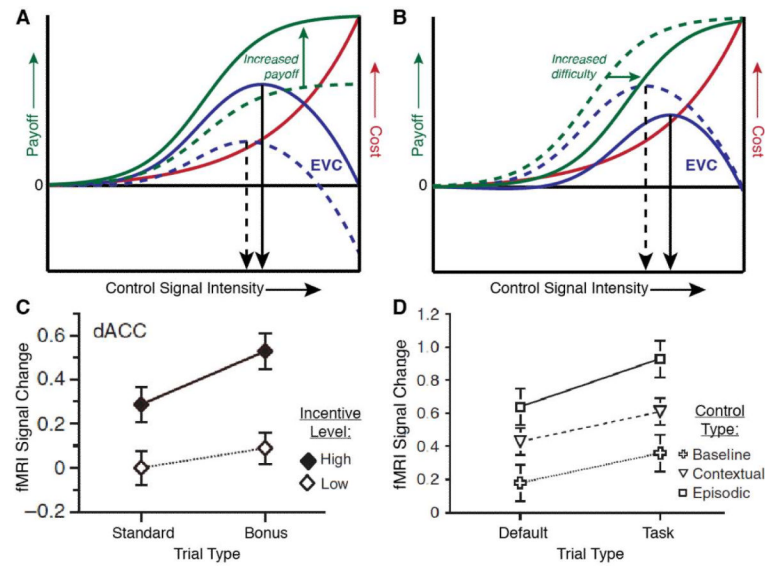 A
Increased
payoff
Payoff
Cost
EVC
0
Control Signal Intensity
B
Increased
difficulty
Payoff
Cost
EVC
0
Control Signal Intensity
C
dACC
fMRI Signal Change
0.6
0.4
0.2
0
−0.2
Standard
Bonus
Trial Type
Incentive
Level:
High
Low
D
fMRI Signal Change
1.2
1.0
0.8
0.6
0.4
0.2
0
Default
Task
Trial Type
Control
Type:
Baseline
Contextual
Episodic